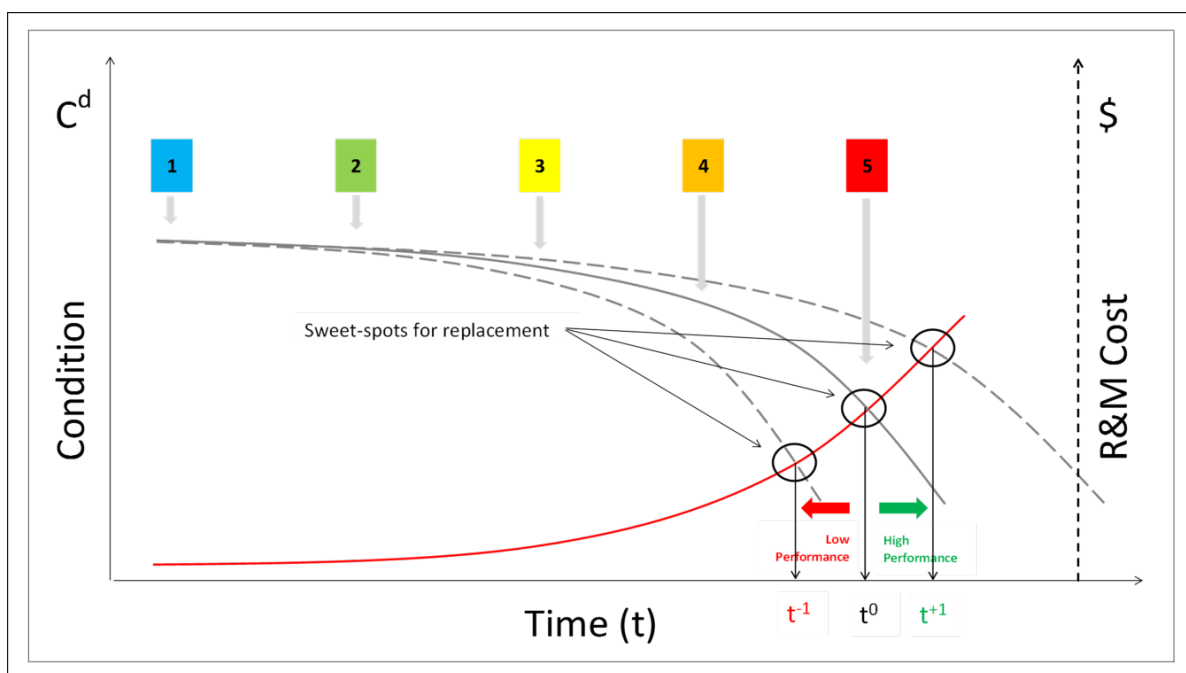 C^d
$
1
2
3
4
5
Condition
Sweet-spots for replacement
R&M Cost
Low
Performance
High
Performance
t^-1
t^0
t^+1
Time (t)